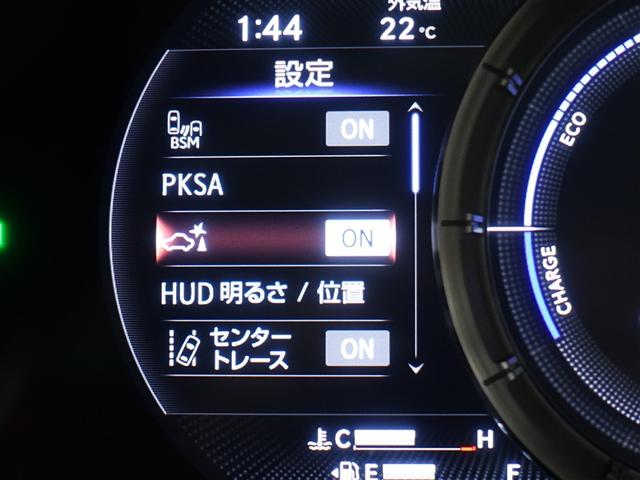 外気温
1:44 22℃
設定
BSM ON
PKSA
ON
HUD 明るさ / 位置
センター
トレース ON
ECO
CHARGE
C H
E F